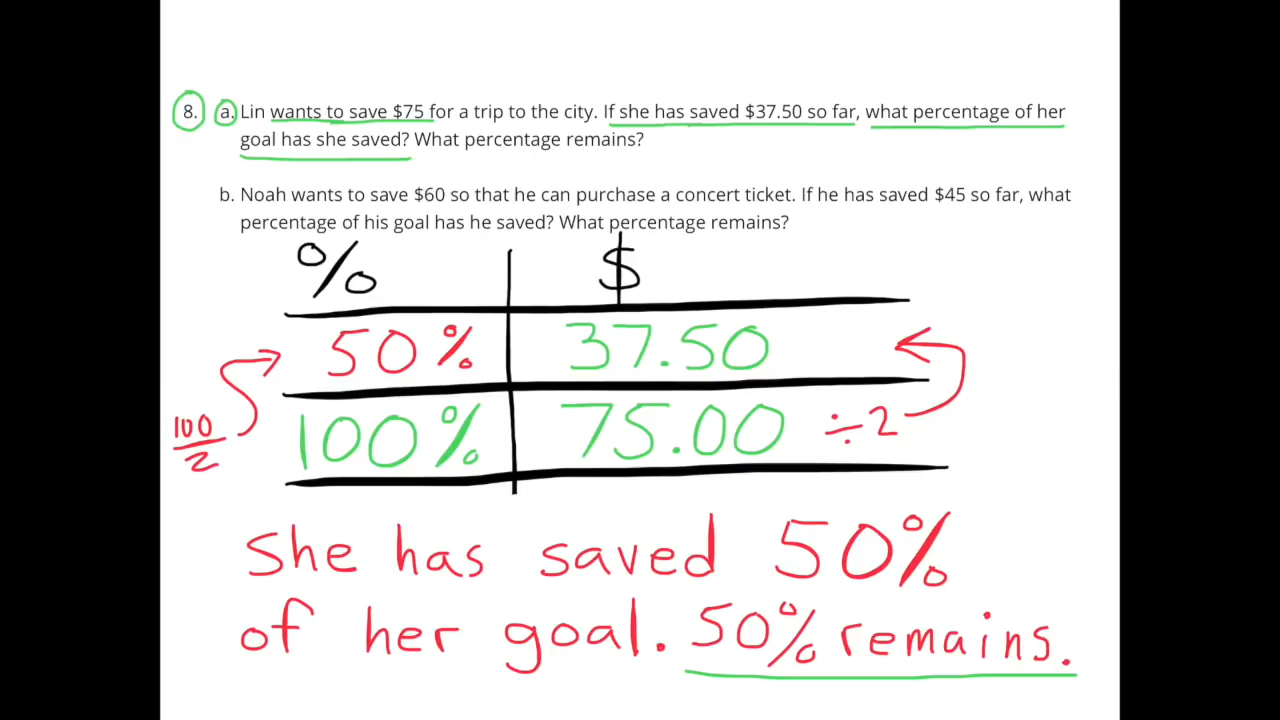 8. a. Lin wants to save $75 for a trip to the city. If she has saved $37.50 so far, what percentage of her
goal has she saved? What percentage remains?
b. Noah wants to save $60 so that he can purchase a concert ticket. If he has saved $45 so far, what
percentage of his goal has he saved? What percentage remains?
% $
50% 37.50
100/2 100% 75.00 ÷2
She has saved 50%
of her goal. 50% remains.